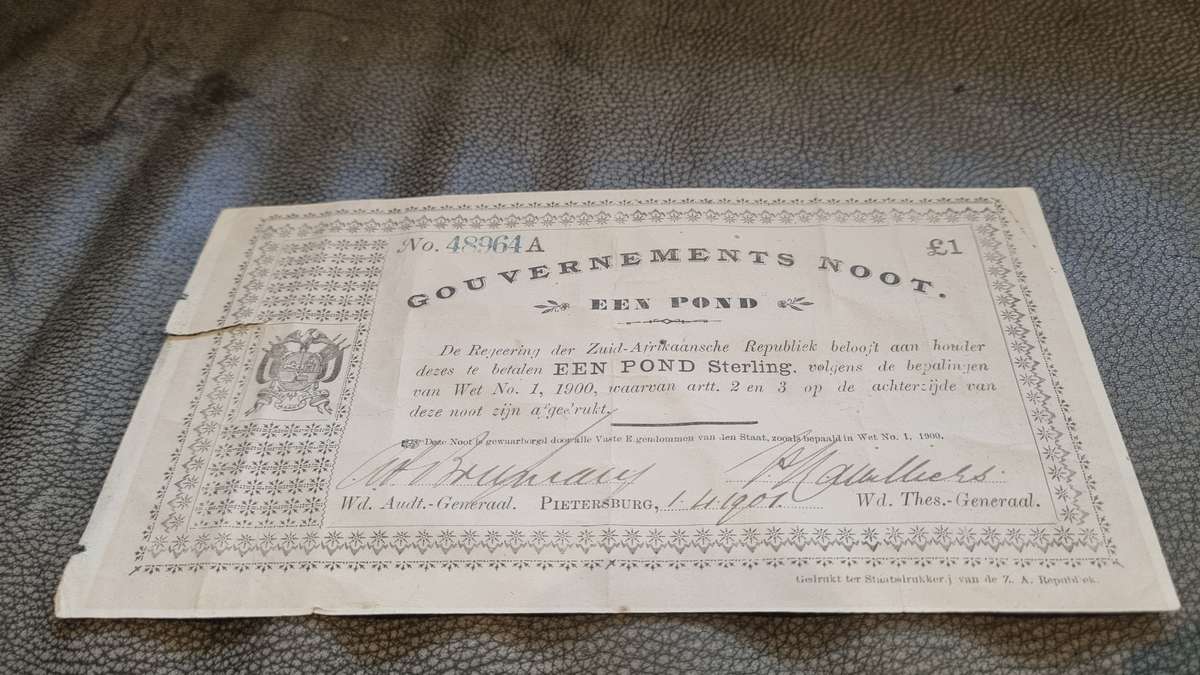 No. 48964 A
£1
GOUVERNEMENTS NOOT.
EEN POND
De Regeering der Zuid-Afrikaansche Republiek belooft aan houder
dezes te betalen EEN POND Sterling, volgens de bepalingen
van Wet No. 1, 1900, waarvan artt. 2 en 3 op de achterzijde van
deze noot zijn afgedrukt.
Deze Noot is gewaarborgd door alle Vaste Eigendommen van den Staat, zooals bepaald in Wet No. 1, 1900.
Wd. Audt.-Generaal. PIETERSBURG, 1.4.1901. Wd. Thes.-Generaal.
Gedrukt ter Staatsdrukkerij van de Z. A. Republiek.